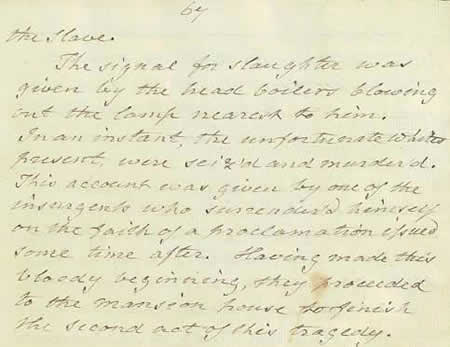 67
the slave.
The signal for slaughter was
given by the head boilers blowing
out the lamp nearest to him.
In an instant, the unfortunate whites
present, were seiz'd and murder'd.
This account was given by one of the
insurgents who surrender'd himself
on the faith of a proclamation issued
some time after. Having made this
bloody beginning, they proceeded
to the mansion house to finish
the second act of this tragedy.